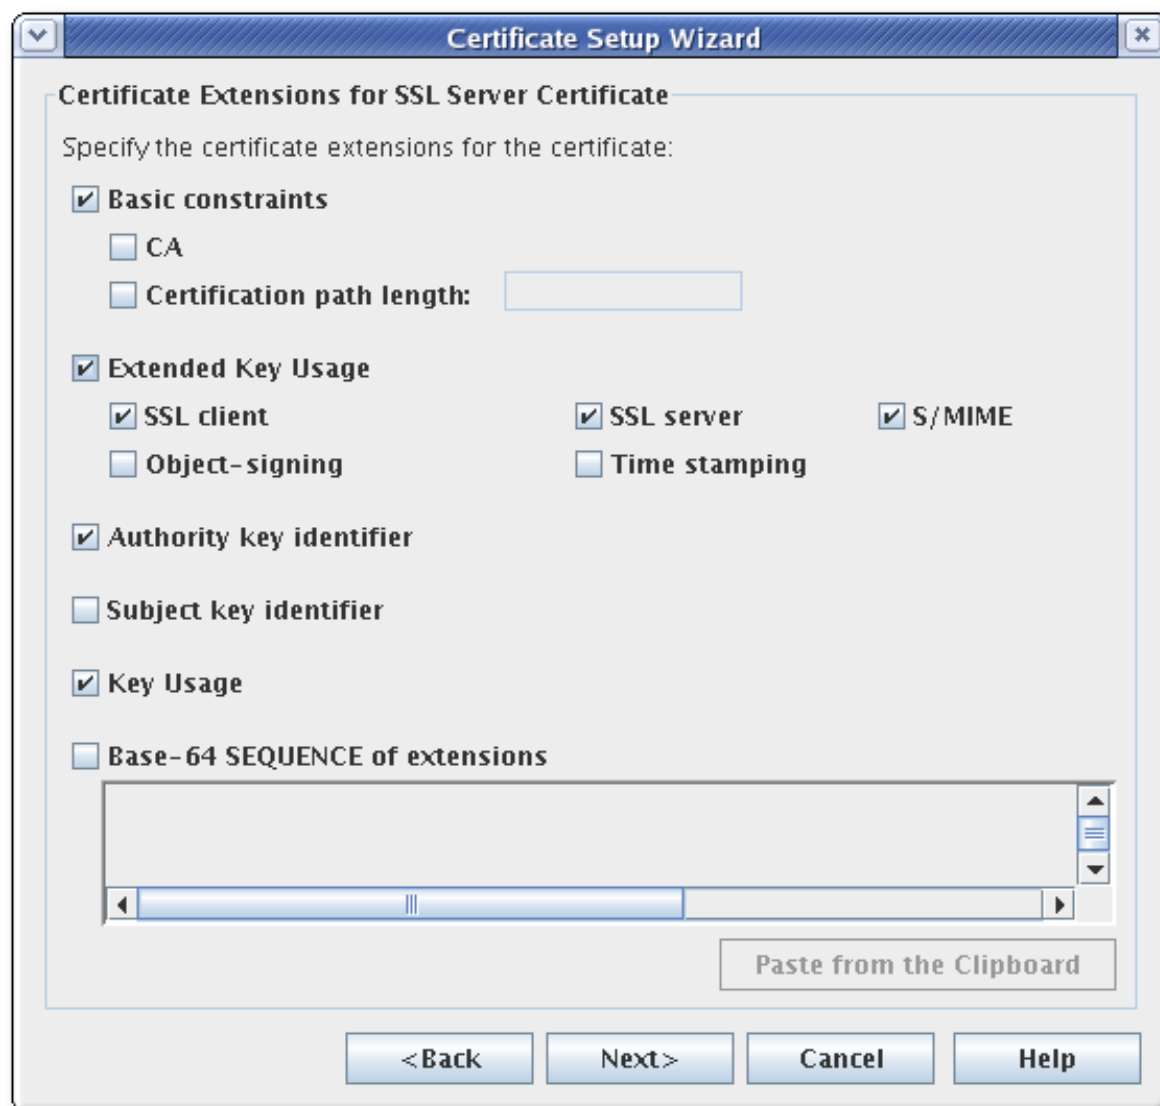 Certificate Setup Wizard
Certificate Extensions for SSL Server Certificate
Specify the certificate extensions for the certificate:
Basic constraints
CA
Certification path length:
Extended Key Usage
SSL client SSL server S/MIME
Object-signing Time stamping
Authority key identifier
Subject key identifier
Key Usage
Base-64 SEQUENCE of extensions
Paste from the Clipboard
<Back Next> Cancel Help